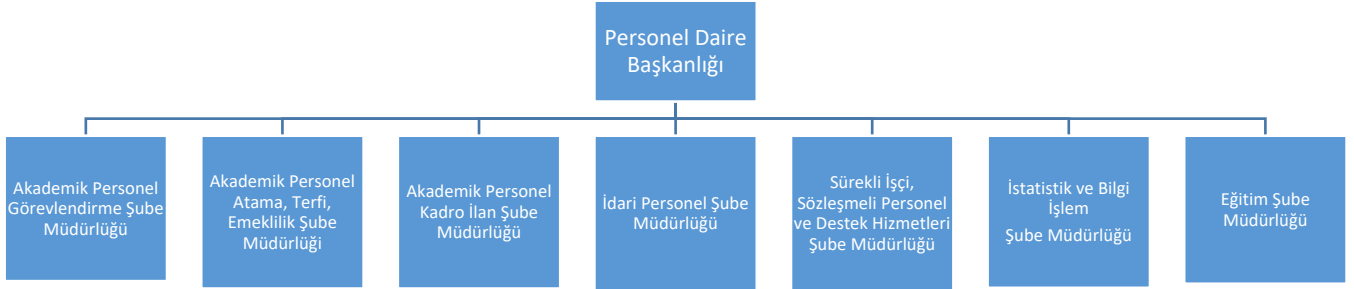 Personel Daire
Başkanlığı
Akademik Personel
Görevlendirme Şube
Müdürlüğü
Akademik Personel
Atama, Terfi,
Emeklilik Şube
Müdürlüği
Akademik Personel
Kadro İlan Şube
Müdürlüğü
İdari Personel Şube
Müdürlüğü
Sürekli İşçi,
Sözleşmeli Personel
ve Destek Hizmetleri
Şube Müdürlüğü
İstatistik ve Bilgi
İşlem
Şube Müdürlüğü
Eğitim Şube
Müdürlüğü